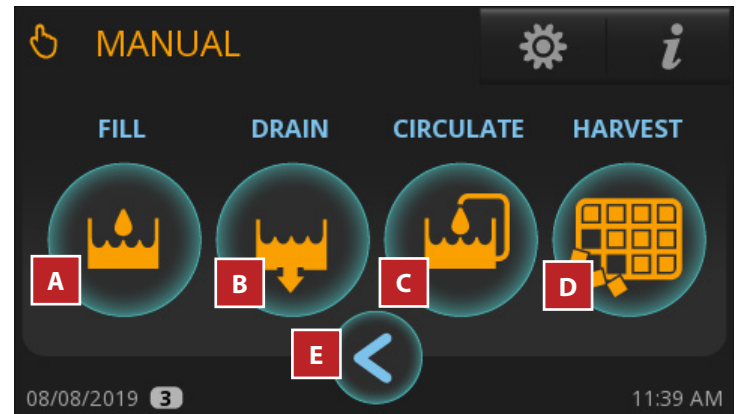 MANUAL i
FILL DRAIN CIRCULATE HARVEST
A B C D
E
08/08/2019 3 11:39 AM